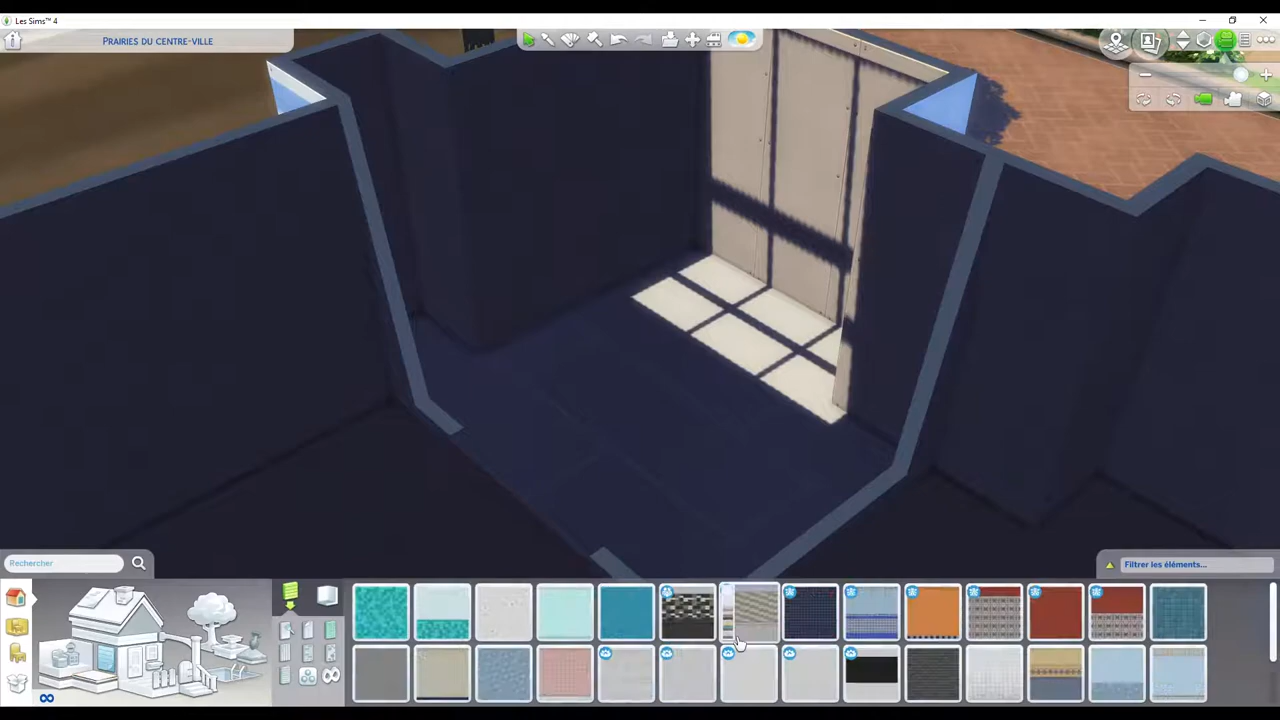 Les Sims™ 4
PRAIRIES DU CENTRE-VILLE
Rechercher
Filtrer les éléments...